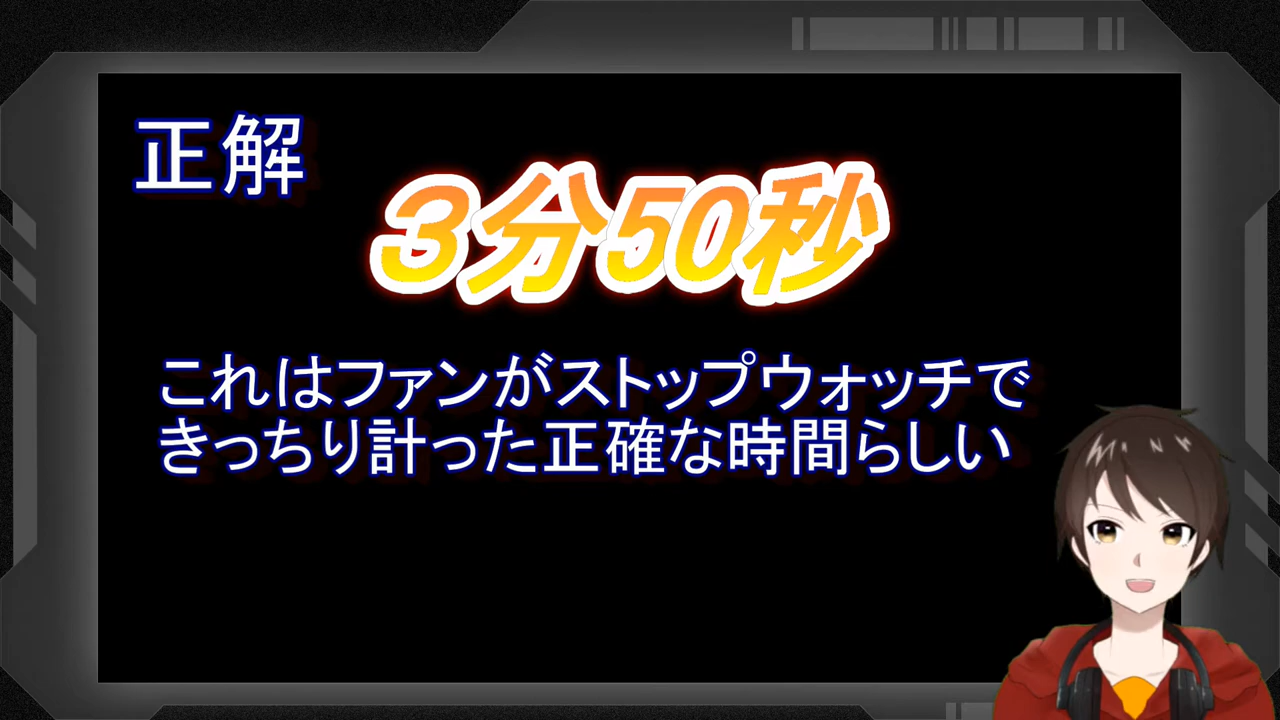 正解
３分50秒
これはファンがストップウォッチで
きっちり計った正確な時間らしい